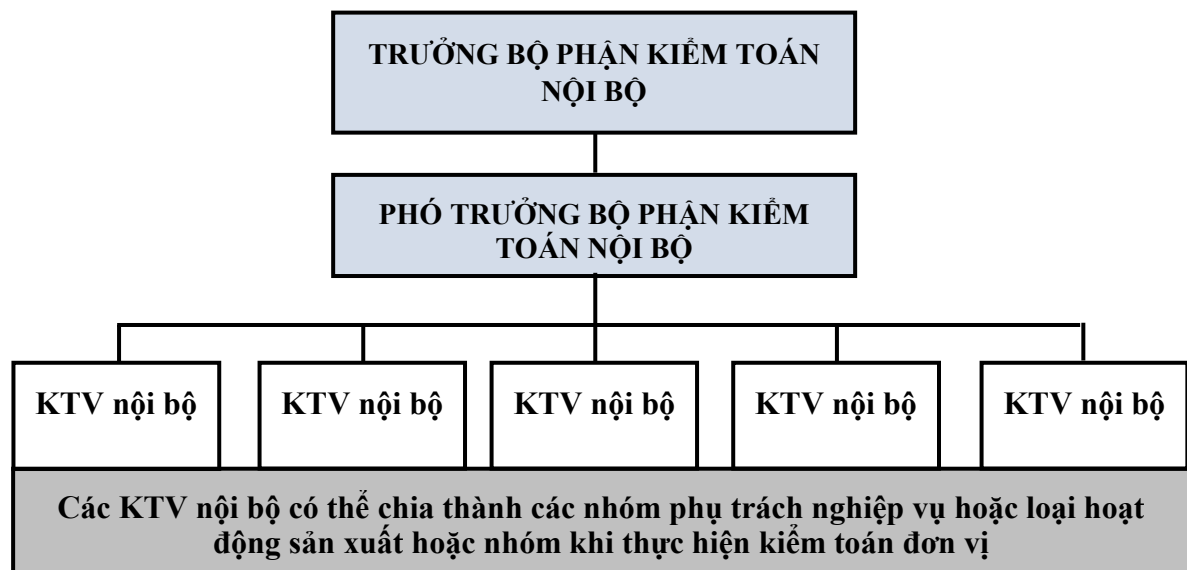 TRƯỞNG BỘ PHẬN KIỂM TOÁN
NỘI BỘ
PHÓ TRƯỞNG BỘ PHẬN KIỂM
TOÁN NỘI BỘ
KTV nội bộ
KTV nội bộ
KTV nội bộ
KTV nội bộ
KTV nội bộ
Các KTV nội bộ có thể chia thành các nhóm phụ trách nghiệp vụ hoặc loại hoạt
động sản xuất hoặc nhóm khi thực hiện kiểm toán đơn vị